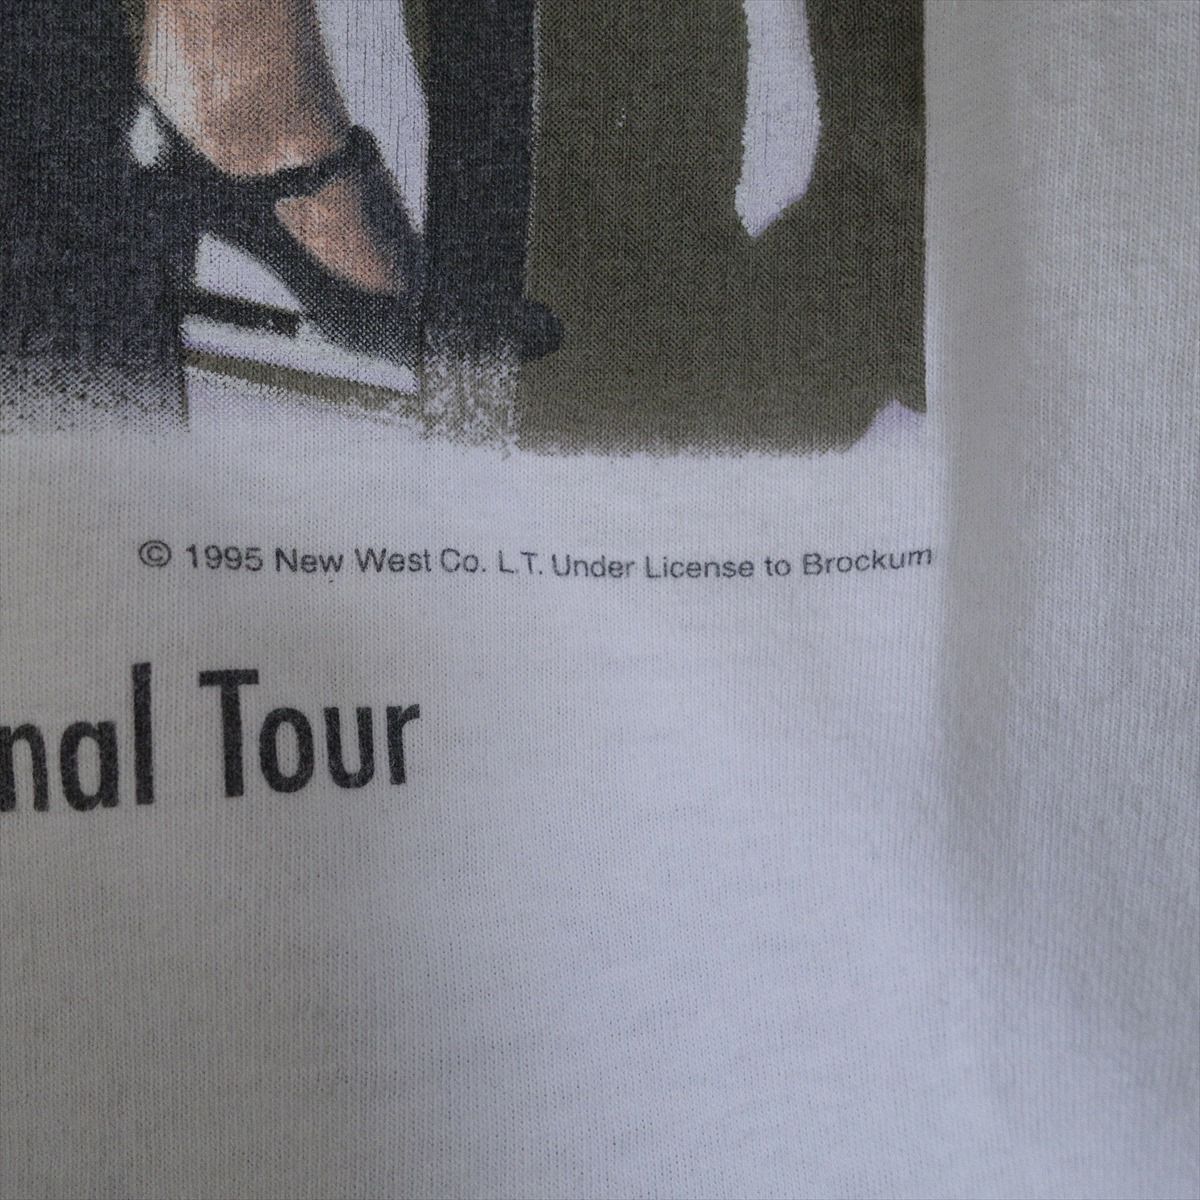 © 1995 New West Co. L.T. Under License to Brockum
nal Tour